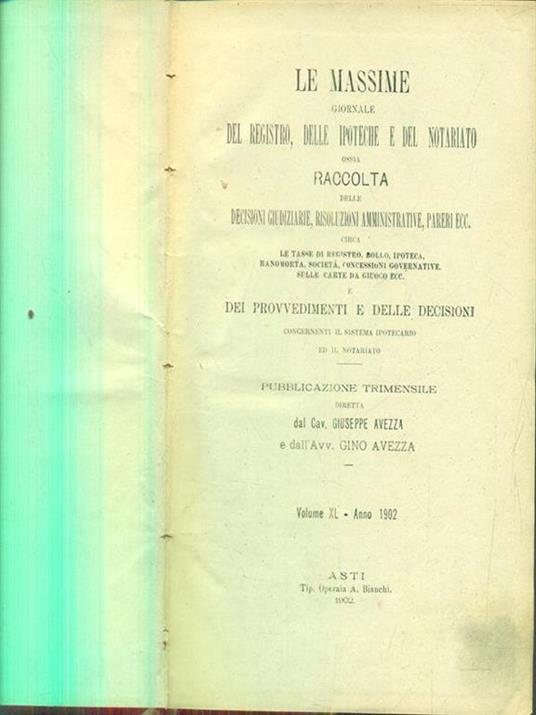 LE MASSIME
GIORNALE
DEL REGISTRO, DELLE IPOTECHE E DEL NOTARIATO
OSSIA
RACCOLTA
DELLE
DECISIONI GIUDIZIARIE, RISOLUZIONI AMMINISTRATIVE, PARERI ECC.
CIRCA
LE TASSE DI REGISTRO, BOLLO, IPOTECA,
MANOMORTA, SOCIETÀ, CONCESSIONI GOVERNATIVE,
SULLE CARTE DA GIUOCO ECC.
E
DEI PROVVEDIMENTI E DELLE DECISIONI
CONCERNENTI IL SISTEMA IPOTECARIO
ED IL NOTARIATO
PUBBLICAZIONE TRIMENSILE
DIRETTA
dal Cav. GIUSEPPE AVEZZA
e dall'Avv. GINO AVEZZA
Volume XL - Anno 1902
ASTI
Tip. Operaia A. Bianchi.
1902.